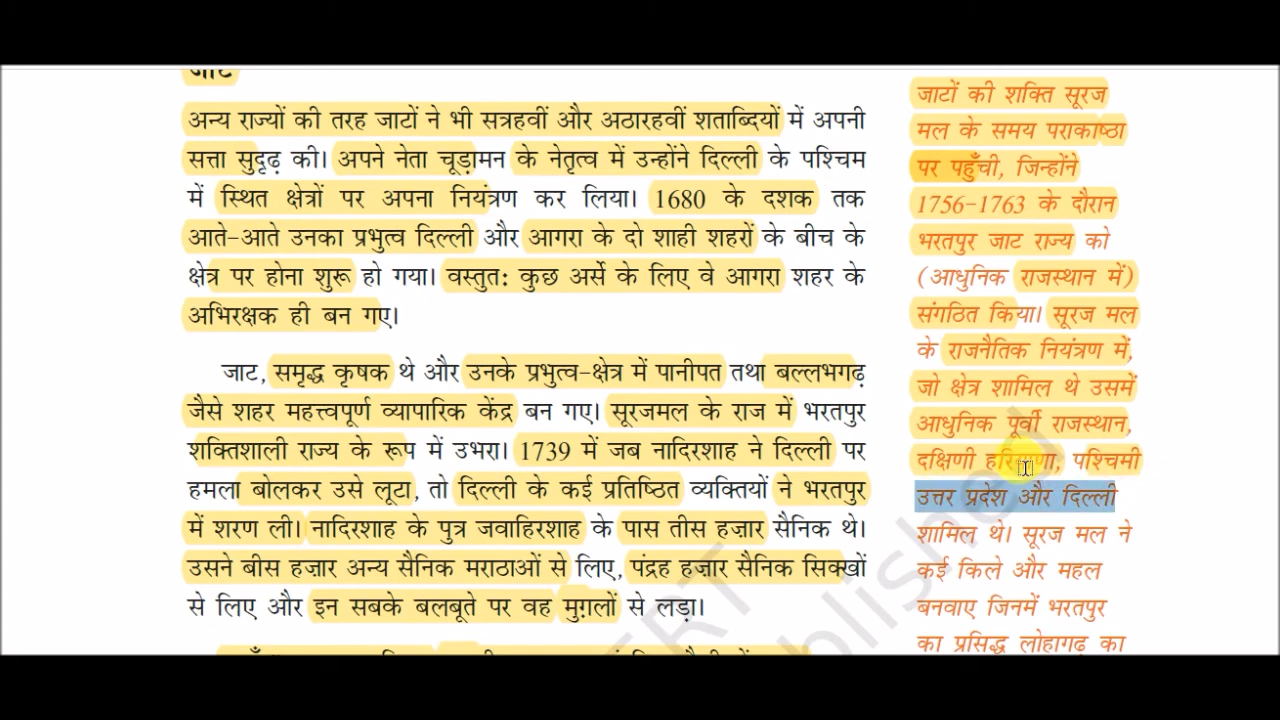 जाट
अन्य राज्यों की तरह जाटों ने भी सत्रहवीं और अठारहवीं शताब्दियों में अपनी
सत्ता सुदृढ़ की। अपने नेता चूड़ामन के नेतृत्व में उन्होंने दिल्ली के पश्चिम
में स्थित क्षेत्रों पर अपना नियंत्रण कर लिया। 1680 के दशक तक
आते-आते उनका प्रभुत्व दिल्ली और आगरा के दो शाही शहरों के बीच के
क्षेत्र पर होना शुरू हो गया। वस्तुतः कुछ अर्से के लिए वे आगरा शहर के
अभिरक्षक ही बन गए।
जाट, समृद्ध कृषक थे और उनके प्रभुत्व-क्षेत्र में पानीपत तथा बल्लभगढ़
जैसे शहर महत्त्वपूर्ण व्यापारिक केंद्र बन गए। सूरजमल के राज में भरतपुर
शक्तिशाली राज्य के रूप में उभरा। 1739 में जब नादिरशाह ने दिल्ली पर
हमला बोलकर उसे लूटा, तो दिल्ली के कई प्रतिष्ठित व्यक्तियों ने भरतपुर
में शरण ली। नादिरशाह के पुत्र जवाहिरशाह के पास तीस हज़ार सैनिक थे।
उसने बीस हज़ार अन्य सैनिक मराठाओं से लिए, पंद्रह हज़ार सैनिक सिक्खों
से लिए और इन सबके बलबूते पर वह मुग़लों से लड़ा।
जाटों की शक्ति सूरज
मल के समय पराकाष्ठा
पर पहुँची, जिन्होंने
1756-1763 के दौरान
भरतपुर जाट राज्य को
(आधुनिक राजस्थान में)
संगठित किया। सूरज मल
के राजनैतिक नियंत्रण में,
जो क्षेत्र शामिल थे उसमें
आधुनिक पूर्वी राजस्थान,
दक्षिणी हरियाणा, पश्चिमी
उत्तर प्रदेश और दिल्ली
शामिल थे। सूरज मल ने
कई किले और महल
बनवाए जिनमें भरतपुर
का प्रसिद्ध लोहागढ़ का